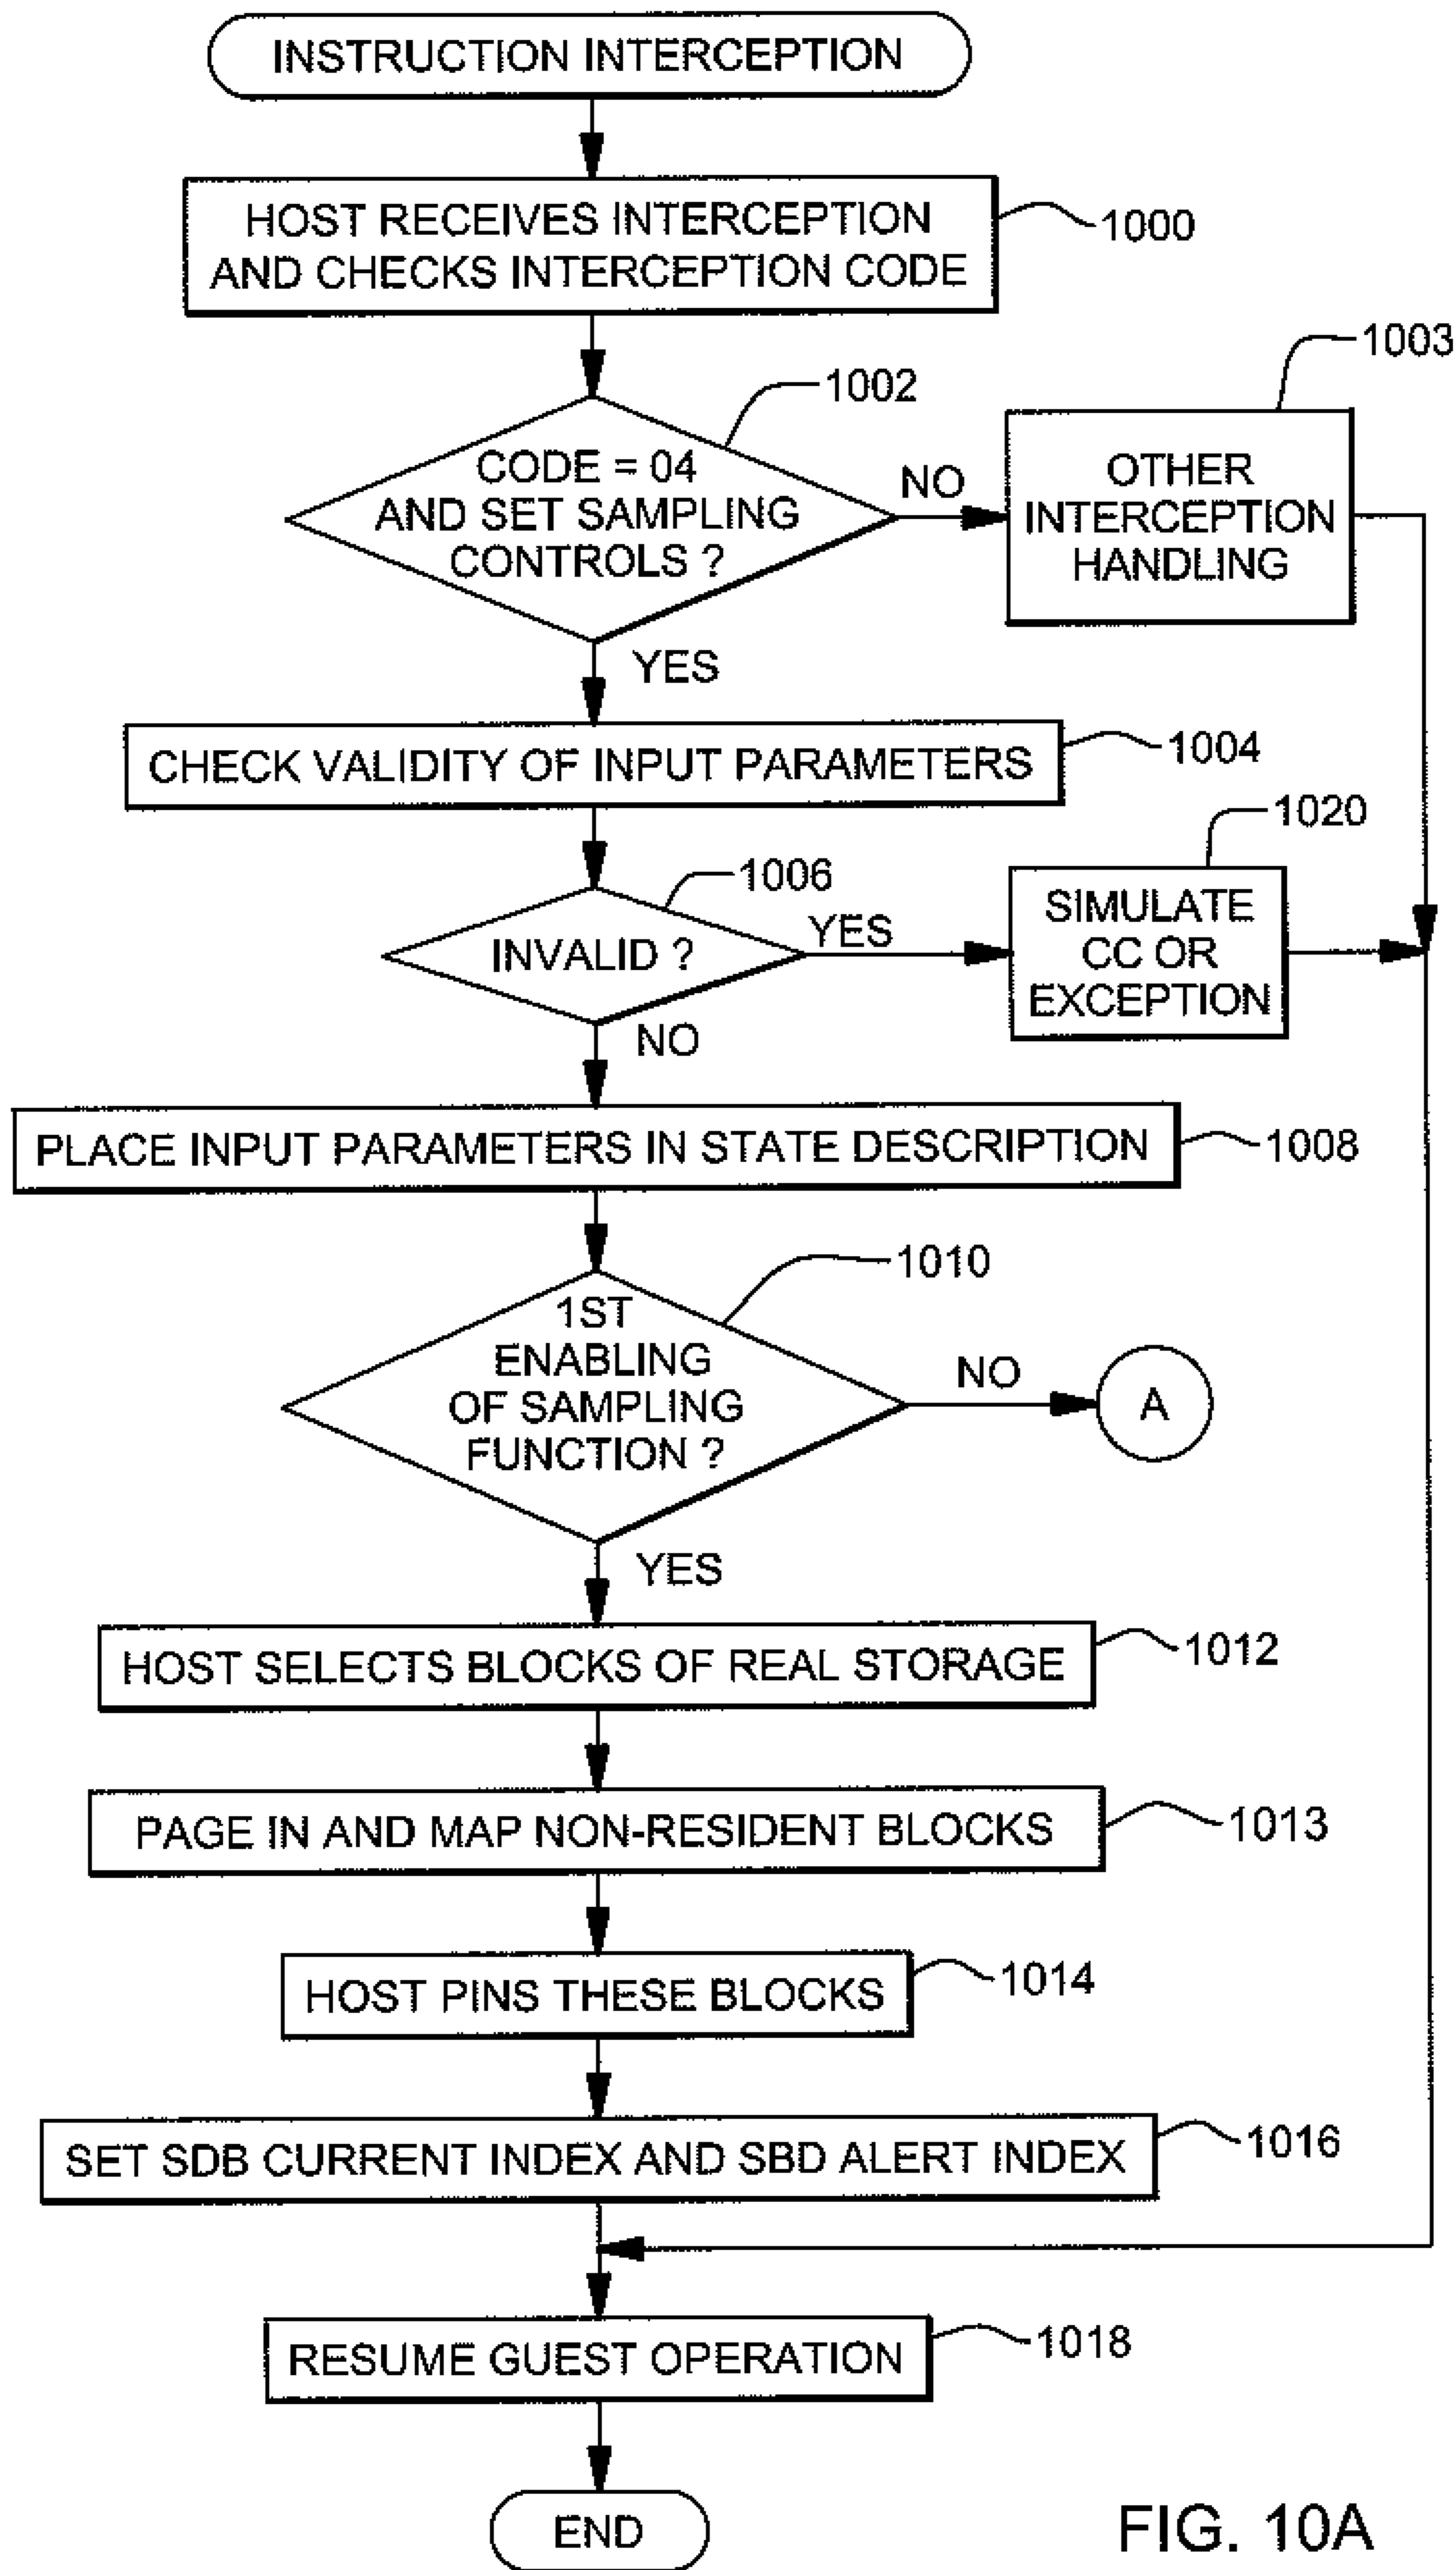 INSTRUCTION INTERCEPTION
HOST RECEIVES INTERCEPTION
AND CHECKS INTERCEPTION CODE
1000
1003
1002
CODE = 04
AND SET SAMPLING
CONTROLS ?
NO
OTHER
INTERCEPTION
HANDLING
YES
CHECK VALIDITY OF INPUT PARAMETERS
1004
1020
1006
INVALID ?
YES
SIMULATE
CC OR
EXCEPTION
NO
PLACE INPUT PARAMETERS IN STATE DESCRIPTION
1008
1010
1ST
ENABLING
OF SAMPLING
FUNCTION ?
NO
A
YES
HOST SELECTS BLOCKS OF REAL STORAGE
1012
PAGE IN AND MAP NON-RESIDENT BLOCKS
1013
HOST PINS THESE BLOCKS
1014
SET SDB CURRENT INDEX AND SBD ALERT INDEX
1016
RESUME GUEST OPERATION
1018
END
FIG. 10A